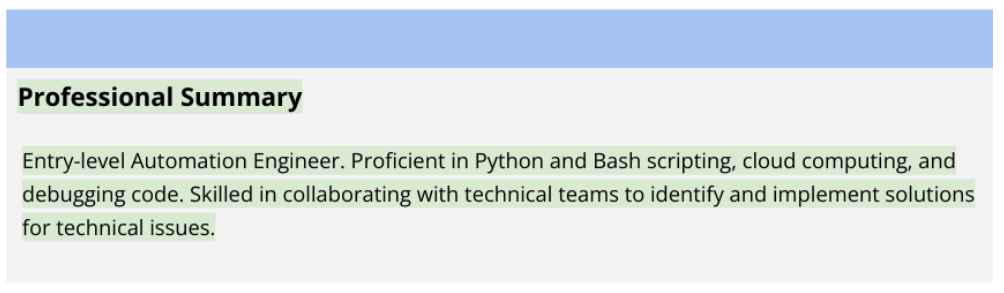 Professional Summary
Entry-level Automation Engineer. Proficient in Python and Bash scripting, cloud computing, and
debugging code. Skilled in collaborating with technical teams to identify and implement solutions
for technical issues.